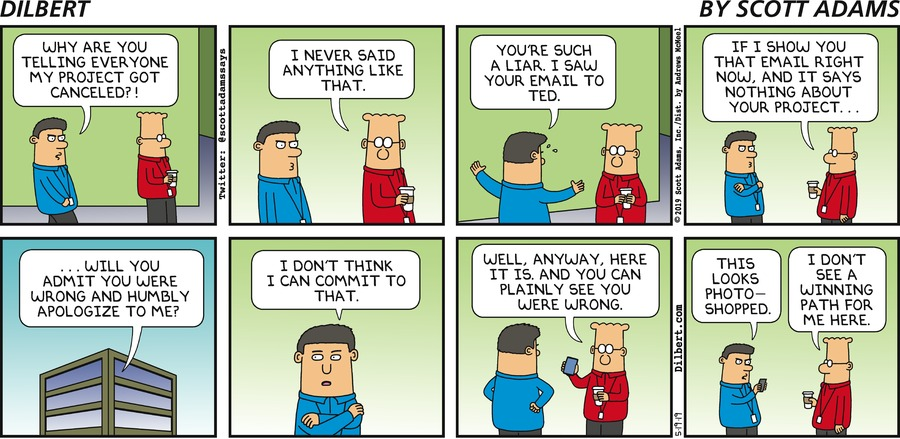 DILBERT
BY SCOTT ADAMS
WHY ARE YOU
TELLING EVERYONE
MY PROJECT GOT
CANCELED?!
Twitter: @scottadamssays
I NEVER SAID
ANYTHING LIKE
THAT.
YOU'RE SUCH
A LIAR. I SAW
YOUR EMAIL TO
TED.
©2019 Scott Adams, Inc./Dist. by Andrews McMeel
IF I SHOW YOU
THAT EMAIL RIGHT
NOW, AND IT SAYS
NOTHING ABOUT
YOUR PROJECT...
...WILL YOU
ADMIT YOU WERE
WRONG AND HUMBLY
APOLOGIZE TO ME?
I DON'T THINK
I CAN COMMIT TO
THAT.
WELL, ANYWAY, HERE
IT IS. AND YOU CAN
PLAINLY SEE YOU
WERE WRONG.
Dilbert.com
5-19-19
THIS
LOOKS
PHOTO-
SHOPPED.
I DON'T
SEE A
WINNING
PATH FOR
ME HERE.